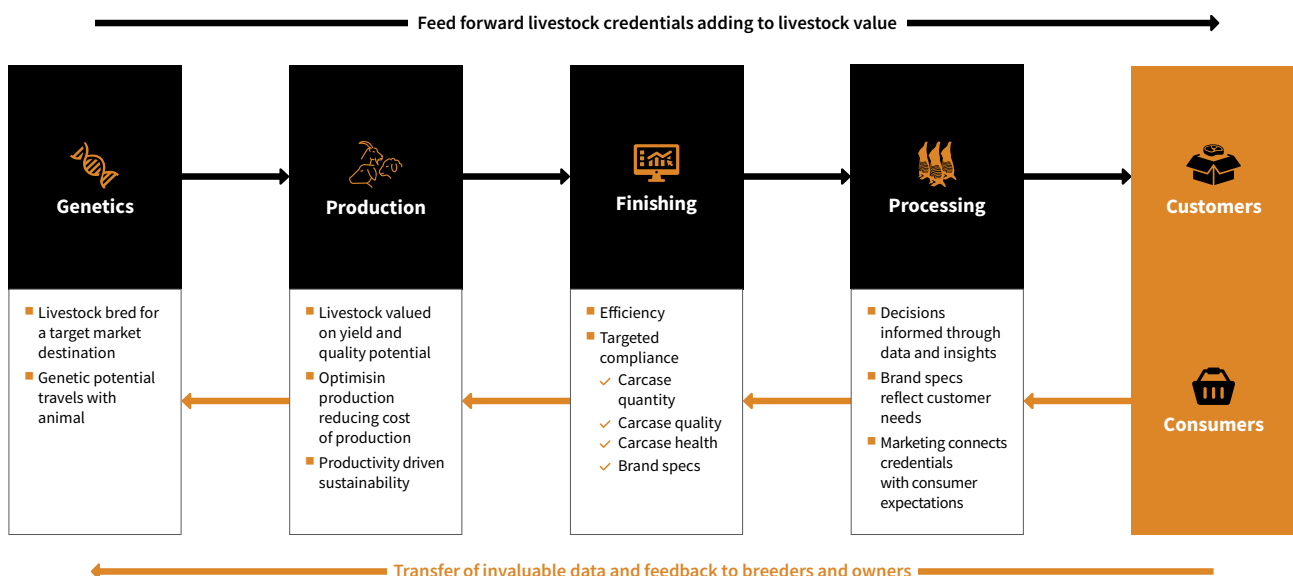 Feed forward livestock credentials adding to livestock value
Genetics
Livestock bred for
a target market
destination
Genetic potential
travels with
animal
Production
Livestock valued
on yield and
quality potential
Optimisin
production
reducing cost
of production
Productivity driven
sustainability
Finishing
Efficiency
Targeted
compliance
Carcase
quantity
Carcase quality
Carcase health
Brand specs
Processing
Decisions
informed through
data and insights
Brand specs
reflect customer
needs
Marketing connects
credentials
with consumer
expectations
Customers
Consumers
Transfer of invaluable data and feedback to breeders and owners